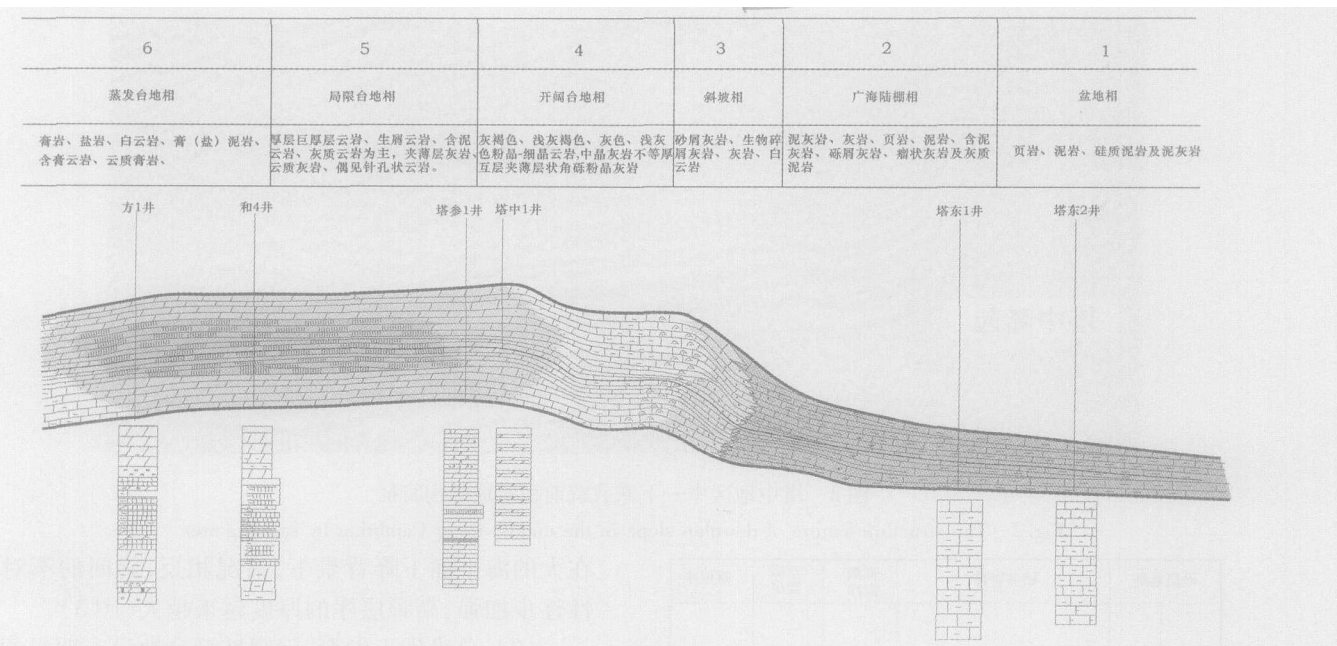 6 5 4 3 2 1
蒸发台地相 局限台地相 开阔台地相 斜坡相 广海陆棚相 盆地相
膏岩、盐岩、白云岩、膏（盐）泥岩、
含膏云岩、云质膏岩、
厚层巨厚层云岩、生屑云岩、含泥
云岩、灰质云岩为主，夹薄层灰岩、
云质灰岩、偶见针孔状云岩。
灰褐色、浅灰褐色、灰色、浅灰
色粉晶-细晶云岩,中晶灰岩不等厚
互层夹薄层状角砾粉晶灰岩
砂屑灰岩、生物碎
屑灰岩、灰岩、白
云岩
泥灰岩、灰岩、页岩、泥岩、含泥
灰岩、砾屑灰岩、瘤状灰岩及灰质
泥岩
页岩、泥岩、硅质泥岩及泥灰岩
方1井 和4井 塔参1井 塔中1井 塔东1井 塔东2井